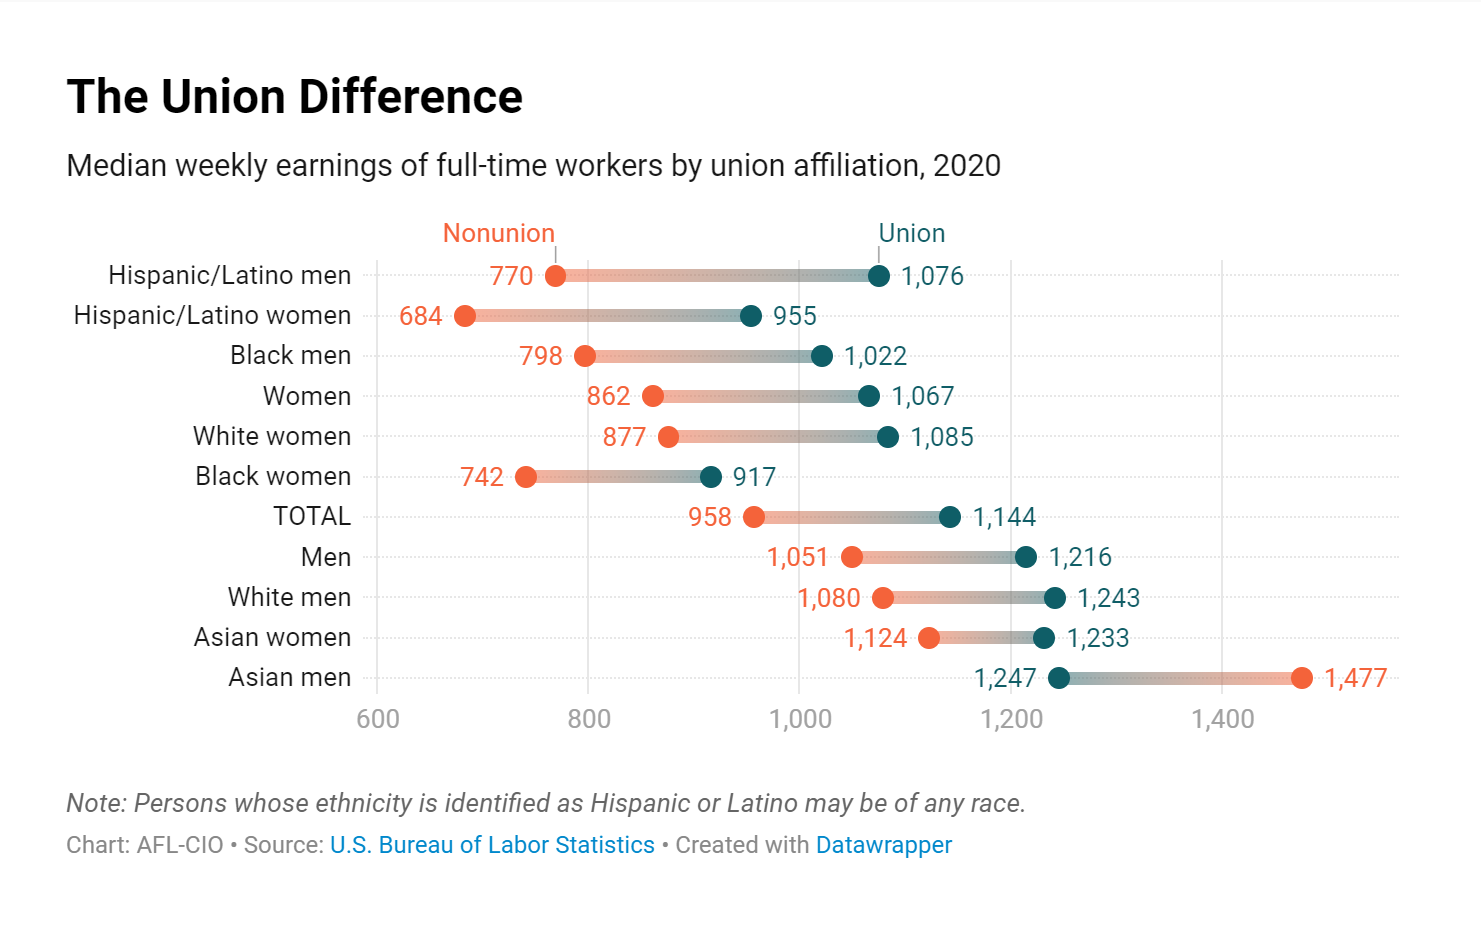 The Union Difference
Median weekly earnings of full-time workers by union affiliation, 2020
Nonunion Union
Hispanic/Latino men 770 1,076
Hispanic/Latino women 684 955
Black men 798 1,022
Women 862 1,067
White women 877 1,085
Black women 742 917
TOTAL 958 1,144
Men 1,051 1,216
White men 1,080 1,243
Asian women 1,124 1,233
Asian men 1,247 1,477
600 800 1,000 1,200 1,400
Note: Persons whose ethnicity is identified as Hispanic or Latino may be of any race.
Chart: AFL-CIO • Source: U.S. Bureau of Labor Statistics • Created with Datawrapper